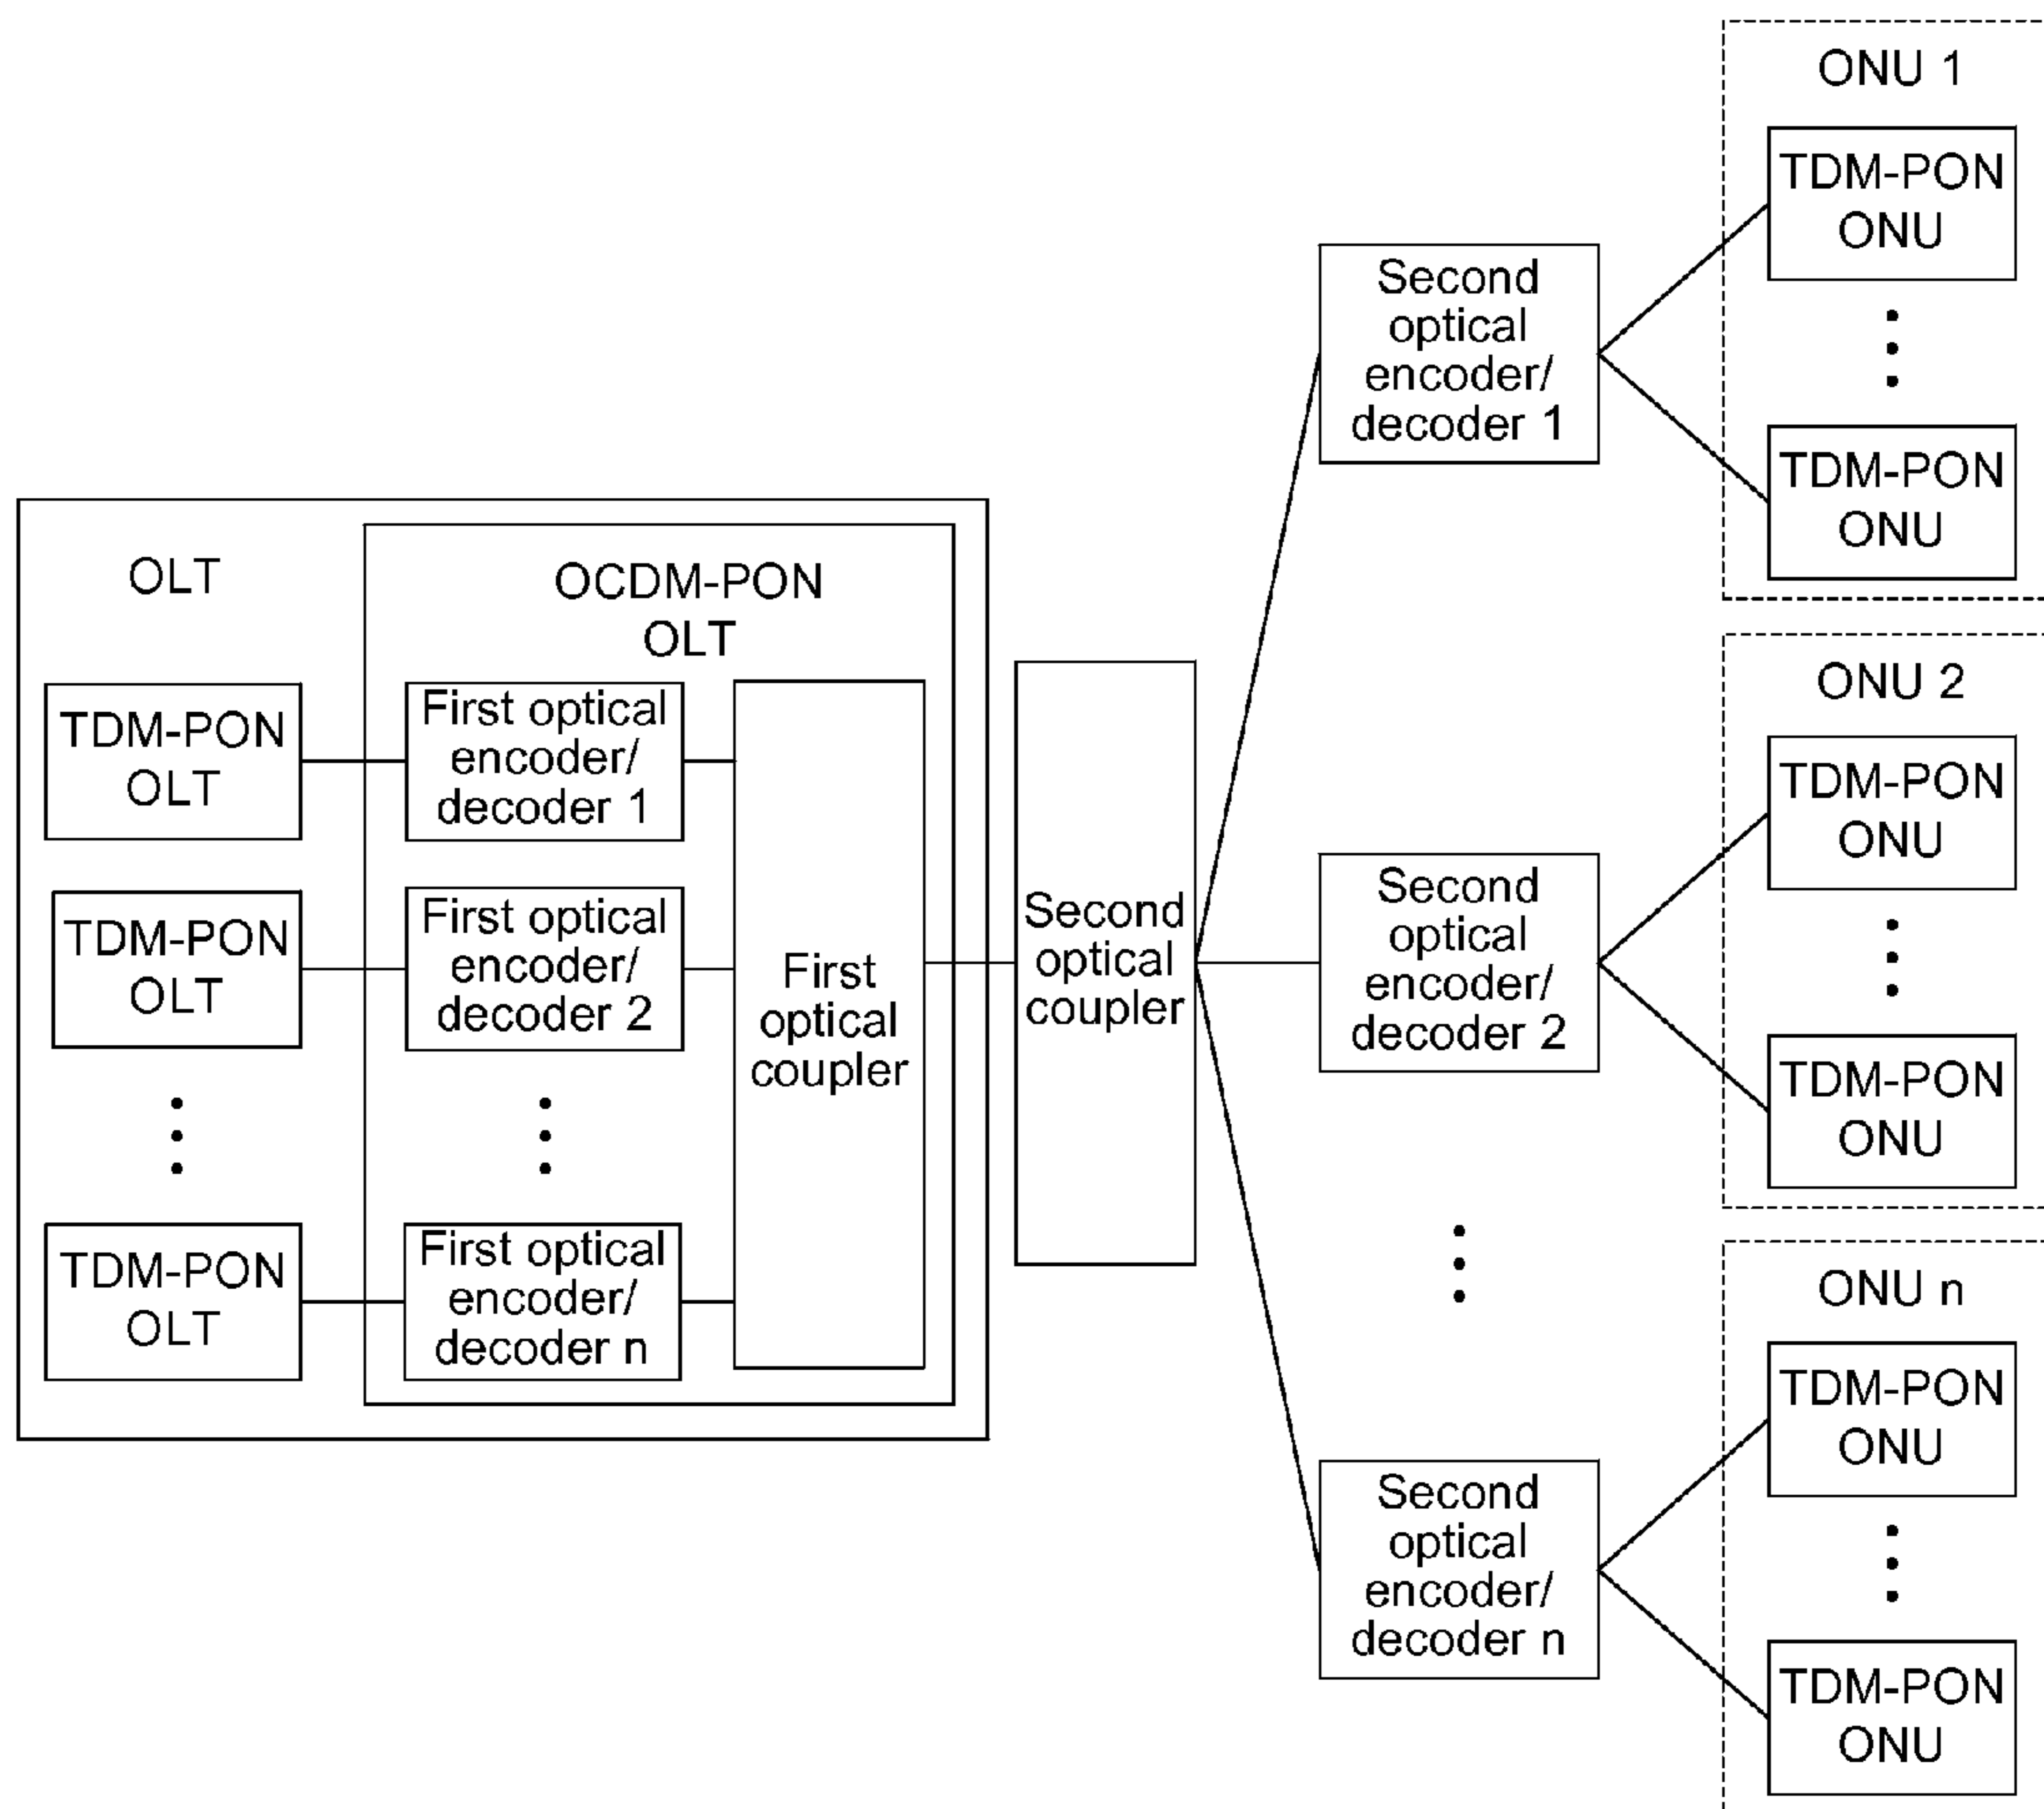 OLT
OCDM-PON
OLT
TDM-PON
OLT
First optical
encoder/
decoder 1
TDM-PON
OLT
First optical
encoder/
decoder 2
TDM-PON
OLT
First optical
encoder/
decoder n
First
optical
coupler
Second
optical
coupler
Second
optical
encoder/
decoder 1
Second
optical
encoder/
decoder 2
Second
optical
encoder/
decoder n
ONU 1
TDM-PON
ONU
TDM-PON
ONU
ONU 2
TDM-PON
ONU
TDM-PON
ONU
ONU n
TDM-PON
ONU
TDM-PON
ONU